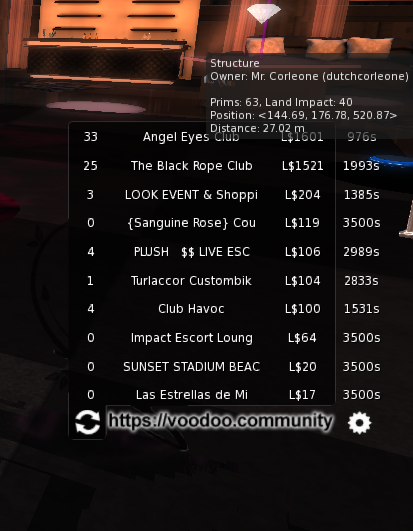 Structure
Owner: Mr. Corleone (dutchcorleone)
Prims: 63, Land Impact: 40
Position: <144.69, 176.78, 520.87>
Distance: 27.02 m
33 Angel Eyes Club L$1601 976s
25 The Black Rope Club L$1521 1993s
3 LOOK EVENT & Shoppi L$204 1385s
0 {Sanguine Rose} Cou L$119 3500s
4 PLUSH $$ LIVE ESC L$106 2989s
1 Turlaccor Custombik L$104 2833s
4 Club Havoc L$100 1531s
0 Impact Escort Loung L$64 3500s
0 SUNSET STADIUM BEAC L$20 3500s
0 Las Estrellas de Mi L$17 3500s
https://voodoo.community